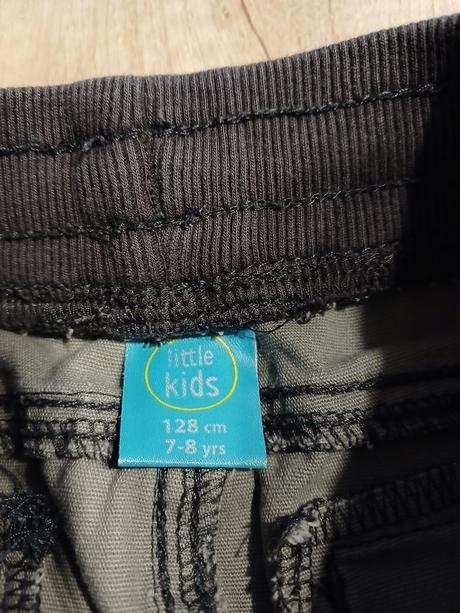 little
kids
128 cm
7-8 yrs